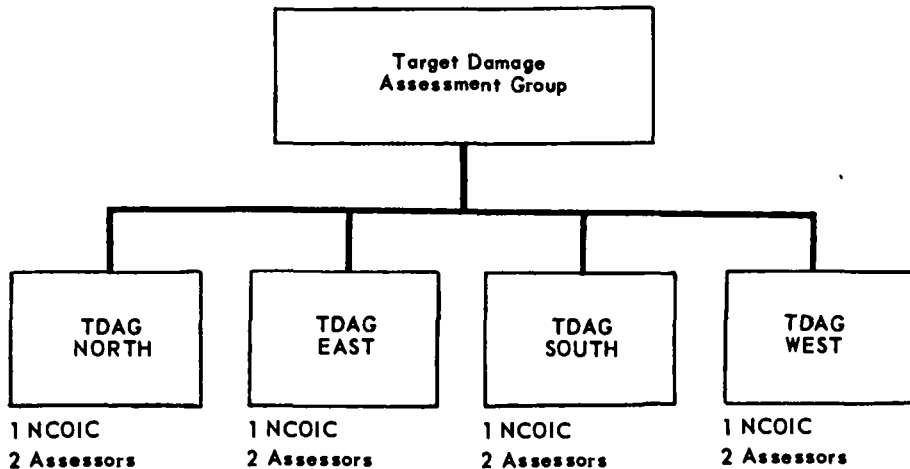 Target Damage
Assessment Group
TDAG
NORTH
TDAG
EAST
TDAG
SOUTH
TDAG
WEST
1 NCOIC
2 Assessors
1 NCOIC
2 Assessors
1 NCOIC
2 Assessors
1 NCOIC
2 Assessors